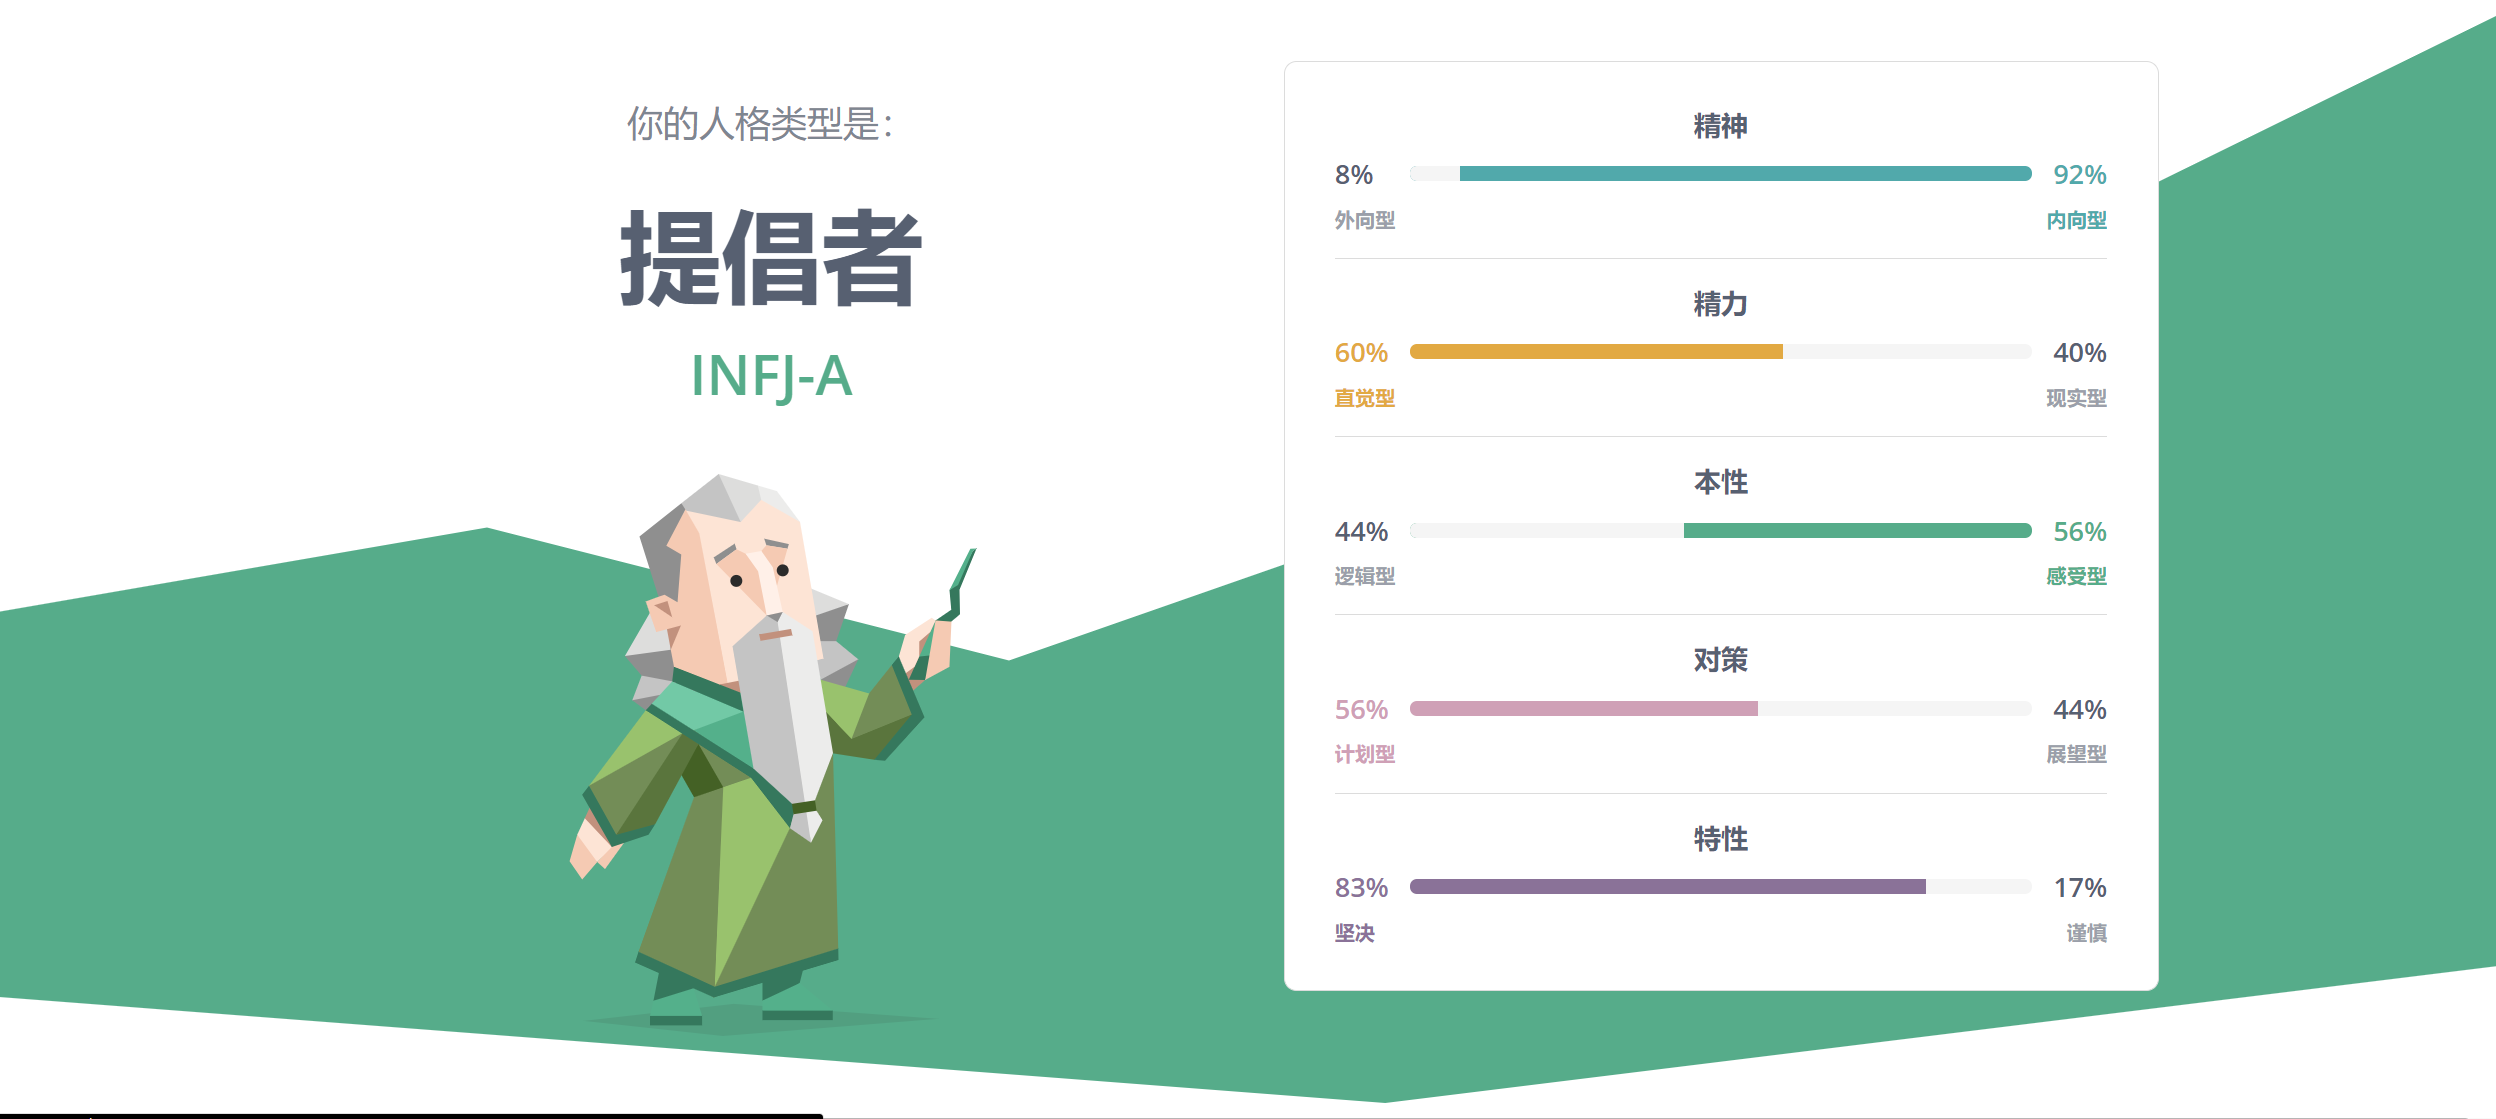 你的人格类型是：
提倡者
INFJ-A
精神
8% 92%
外向型 内向型
精力
60% 40%
直觉型 现实型
本性
44% 56%
逻辑型 感受型
对策
56% 44%
计划型 展望型
特性
83% 17%
坚决 谨慎